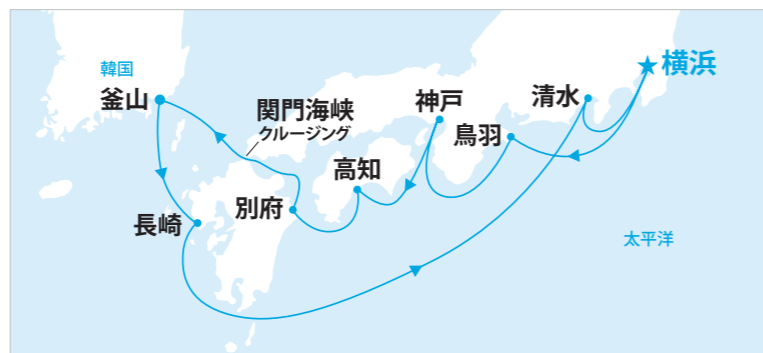 韓国
釜山
関門海峡
クルージング
神戸
清水
★横浜
鳥羽
高知
別府
長崎
太平洋